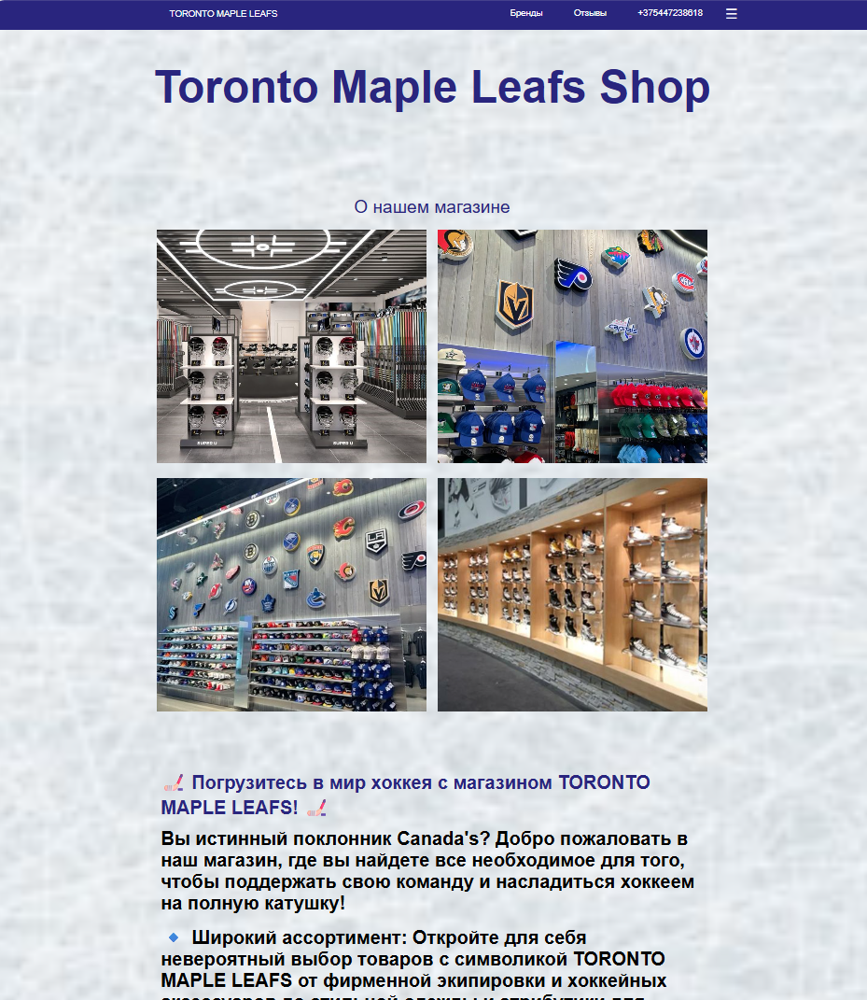 TORONTO MAPLE LEAFS Бренды Отзывы +375447238618
Toronto Maple Leafs Shop
О нашем магазине
SUPER U SUPER U
Погрузитесь в мир хоккея с магазином TORONTO
MAPLE LEAFS!
Вы истинный поклонник Canada's? Добро пожаловать в
наш магазин, где вы найдете все необходимое для того,
чтобы поддержать свою команду и насладиться хоккеем
на полную катушку!
Широкий ассортимент: Откройте для себя
невероятный выбор товаров с символикой TORONTO
MAPLE LEAFS от фирменной экипировки и хоккейных